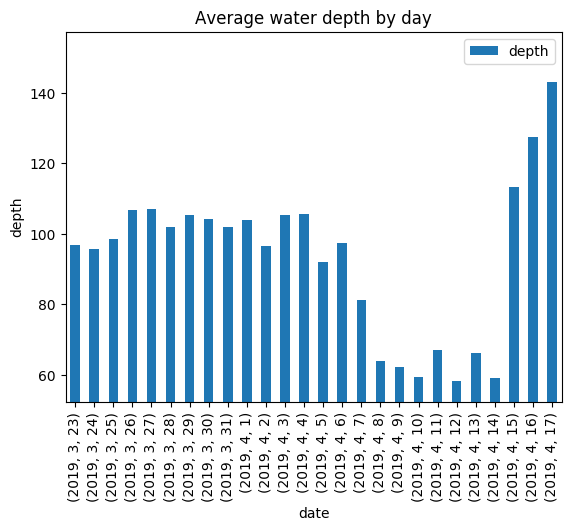 Average water depth by day
depth
depth
140
120
100
80
60
(2019, 3, 23)
(2019, 3, 24)
(2019, 3, 25)
(2019, 3, 26)
(2019, 3, 27)
(2019, 3, 28)
(2019, 3, 29)
(2019, 3, 30)
(2019, 3, 31)
(2019, 4, 1)
(2019, 4, 2)
(2019, 4, 3)
(2019, 4, 4)
(2019, 4, 5)
(2019, 4, 6)
(2019, 4, 7)
(2019, 4, 8)
(2019, 4, 9)
(2019, 4, 10)
(2019, 4, 11)
(2019, 4, 12)
(2019, 4, 13)
(2019, 4, 14)
(2019, 4, 15)
(2019, 4, 16)
(2019, 4, 17)
date